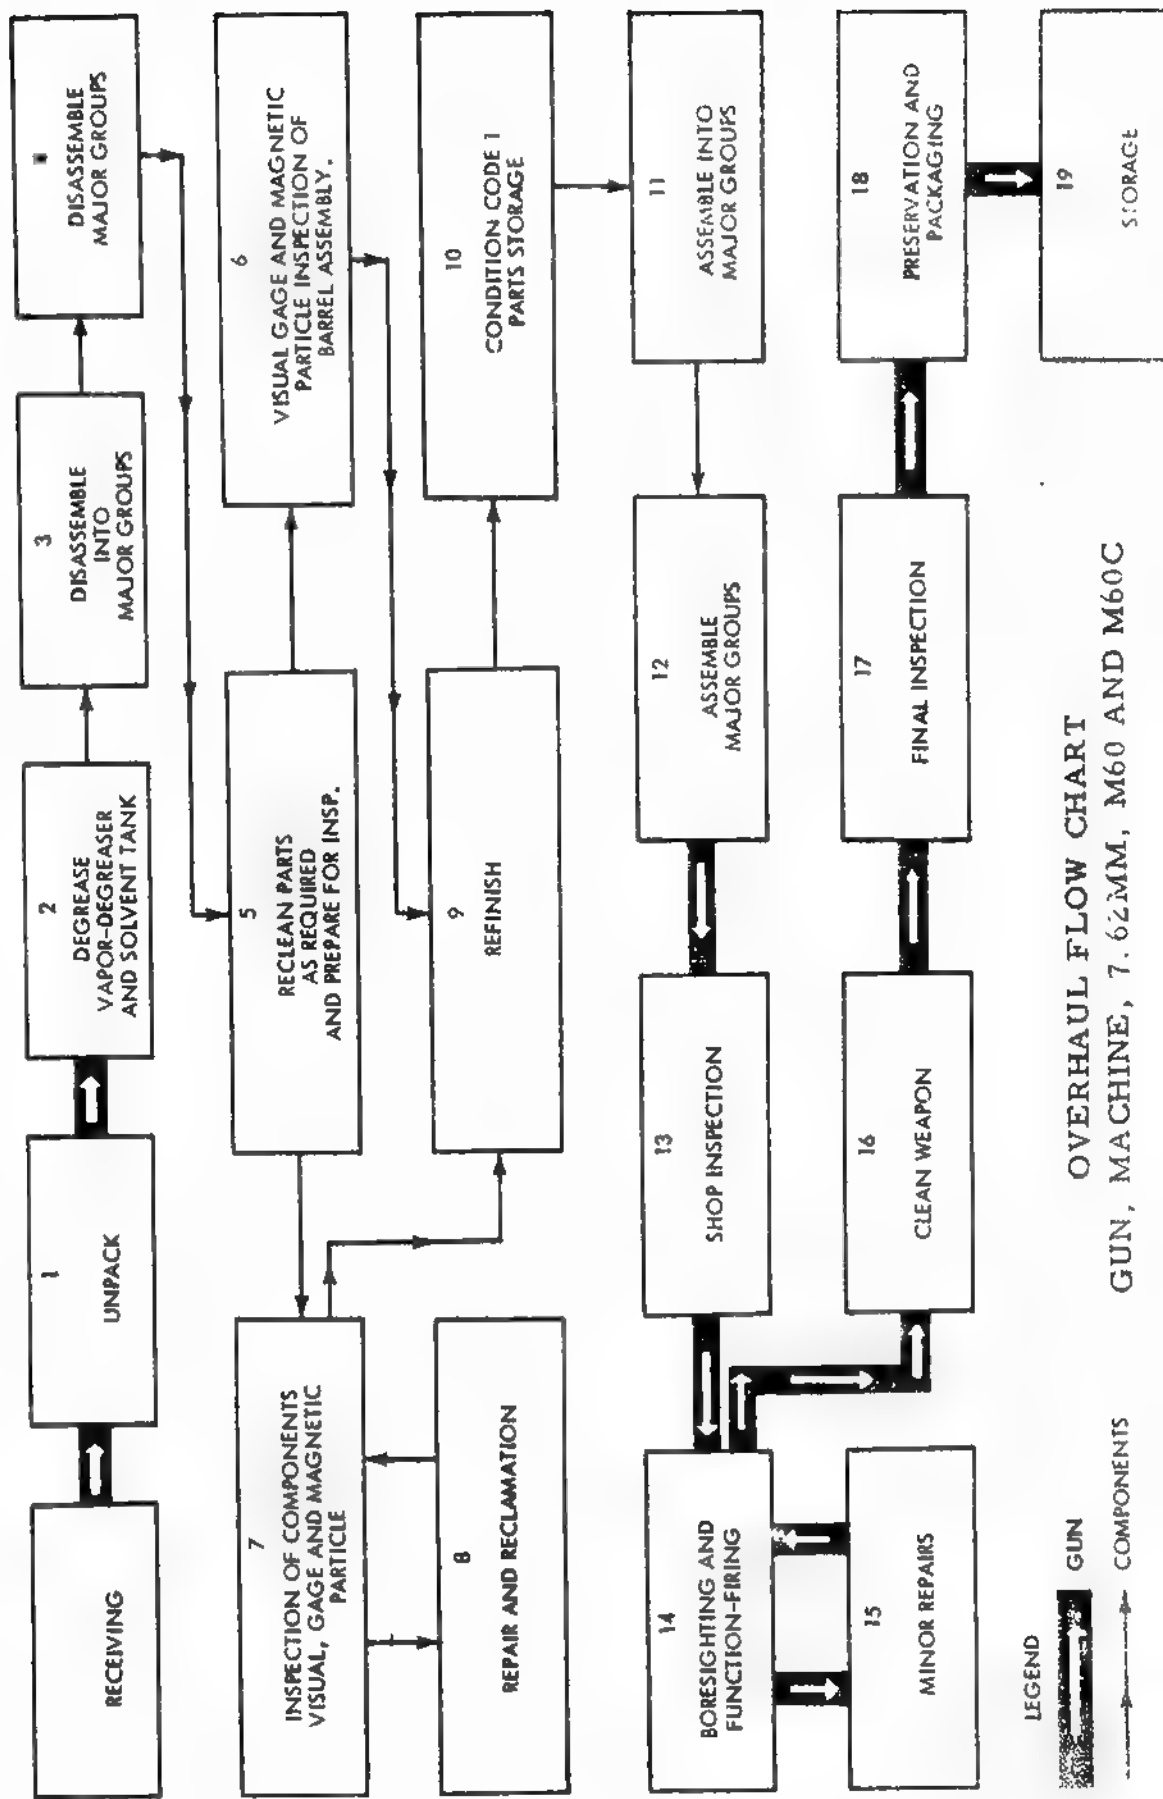 RECEIVING
1
UNPACK
2
DEGREASE
VAPOR-DEGREASER
AND SOLVENT TANK
3
DISASSEMBLE
INTO
MAJOR GROUPS
DISASSEMBLE
MAJOR GROUPS
5
RECLEAN PARTS
AS REQUIRED
AND PREPARE FOR INSP.
6
VISUAL GAGE AND MAGNETIC
PARTICLE INSPECTION OF
BARREL ASSEMBLY.
7
INSPECTION OF COMPONENTS
VISUAL, GAGE AND MAGNETIC
PARTICLE
8
REPAIR AND RECLAMATION
9
REFINISH
10
CONDITION CODE 1
PARTS STORAGE
11
ASSEMBLE INTO
MAJOR GROUPS
12
ASSEMBLE
MAJOR GROUPS
13
SHOP INSPECTION
14
BORESIGHTING AND
FUNCTION-FIRING
15
MINOR REPAIRS
16
CLEAN WEAPON
17
FINAL INSPECTION
18
PRESERVATION AND
PACKAGING
19
STORAGE
LEGEND
GUN
COMPONENTS
OVERHAUL FLOW CHART
GUN, MACHINE, 7.62MM, M60 AND M60C